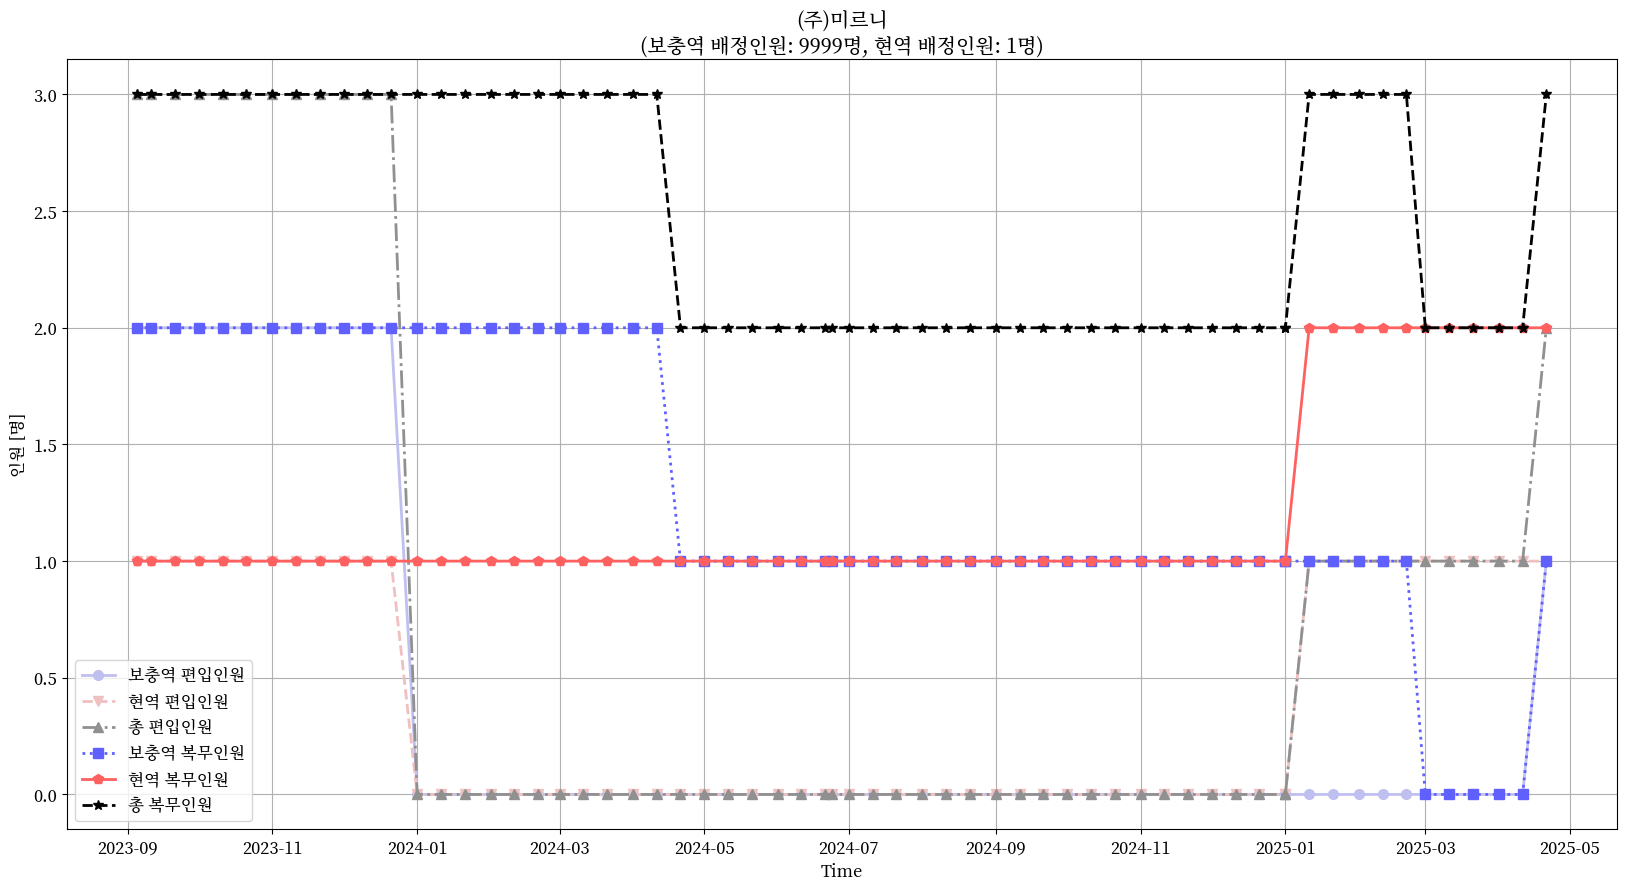 (주)미르니
(보충역 배정인원: 9999명, 현역 배정인원: 1명)
인원 [명]
3.0
2.5
2.0
1.5
1.0
0.5
0.0
보충역 편입인원
현역 편입인원
총 편입인원
보충역 복무인원
현역 복무인원
총 복무인원
2023-09 2023-11 2024-01 2024-03 2024-05 2024-07 2024-09 2024-11 2025-01 2025-03 2025-05
Time